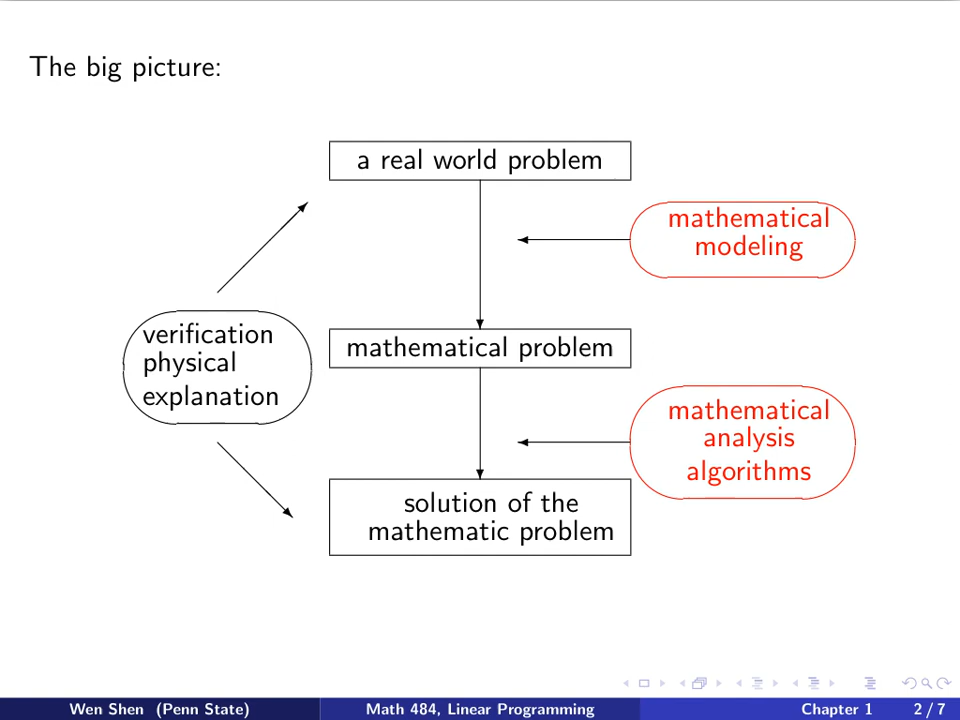 The big picture:
a real world problem
mathematical
modeling
verification
physical
explanation
mathematical problem
mathematical
analysis
algorithms
solution of the
mathematic problem
Wen Shen (Penn State)
Math 484, Linear Programming
Chapter 1
2 / 7